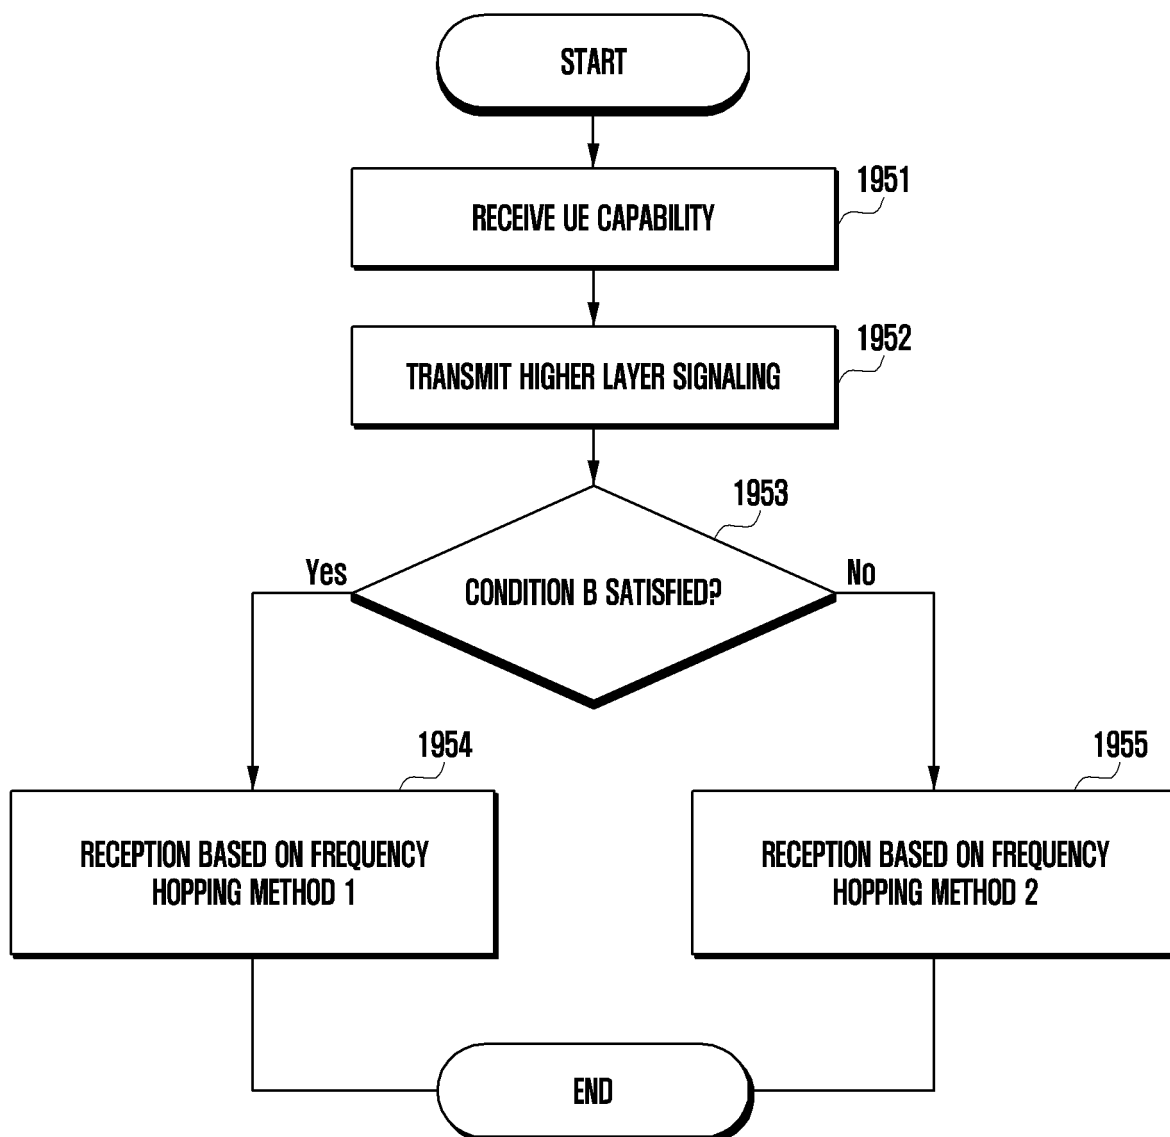 START
1951
RECEIVE UE CAPABILITY
1952
TRANSMIT HIGHER LAYER SIGNALING
1953
Yes
No
CONDITION B SATISFIED?
1954
1955
RECEPTION BASED ON FREQUENCY
HOPPING METHOD 1
RECEPTION BASED ON FREQUENCY
HOPPING METHOD 2
END